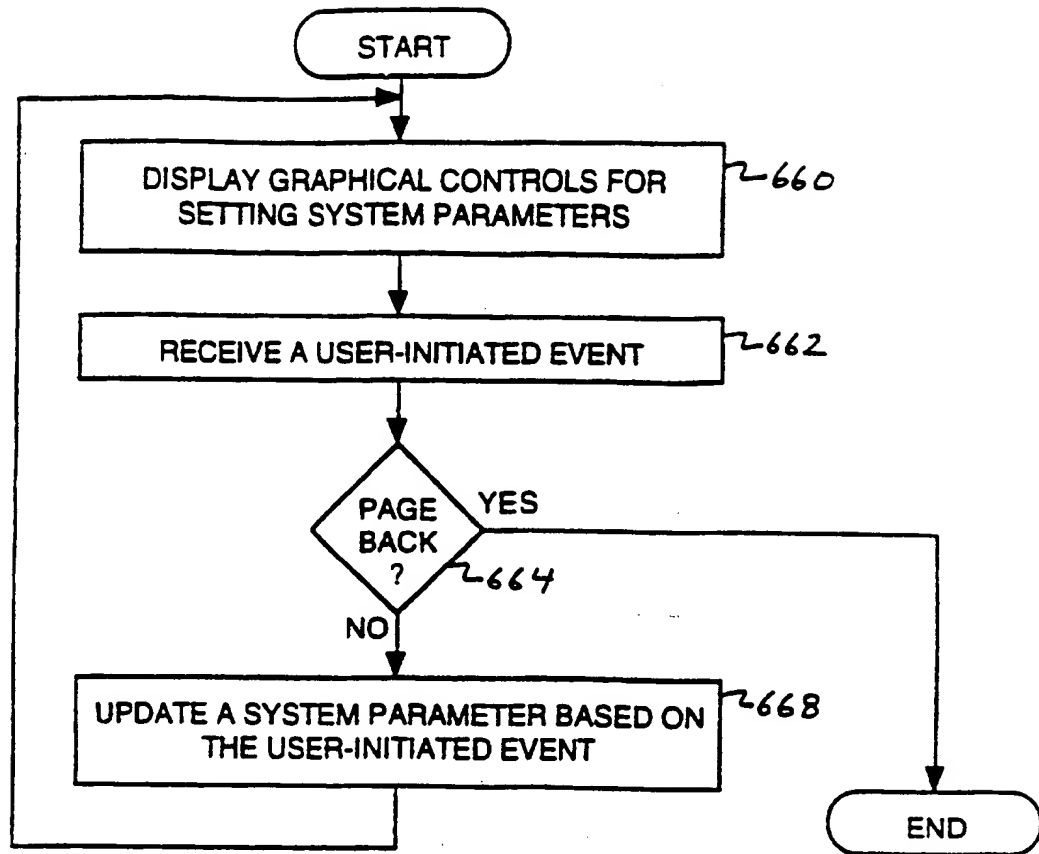 START
DISPLAY GRAPHICAL CONTROLS FOR
SETTING SYSTEM PARAMETERS
660
RECEIVE A USER-INITIATED EVENT
662
PAGE
BACK
?
YES
664
NO
UPDATE A SYSTEM PARAMETER BASED ON
THE USER-INITIATED EVENT
668
END